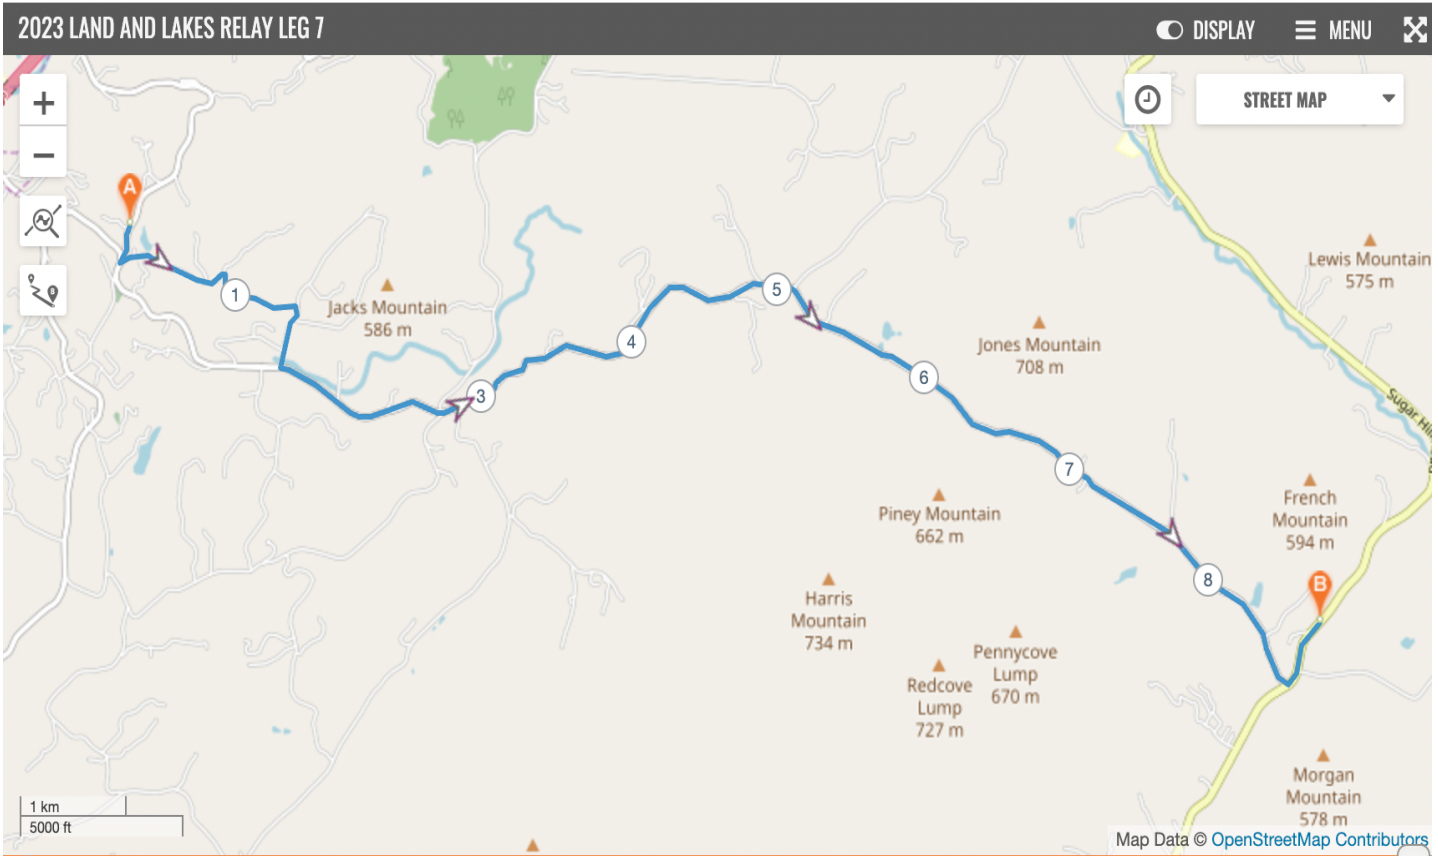 2023 LAND AND LAKES RELAY LEG 7
DISPLAY
MENU
+
STREET MAP
−
A
Lewis Mountain
575 m
1
Jacks Mountain
586 m
5
4
Jones Mountain
708 m
6
3
Sugar Hill
7
Piney Mountain
662 m
French
Mountain
594 m
8
B
Harris
Mountain
734 m
Pennycove
Lump
670 m
Redcove
Lump
727 m
Morgan
Mountain
578 m
1 km
5000 ft
Map Data © OpenStreetMap Contributors